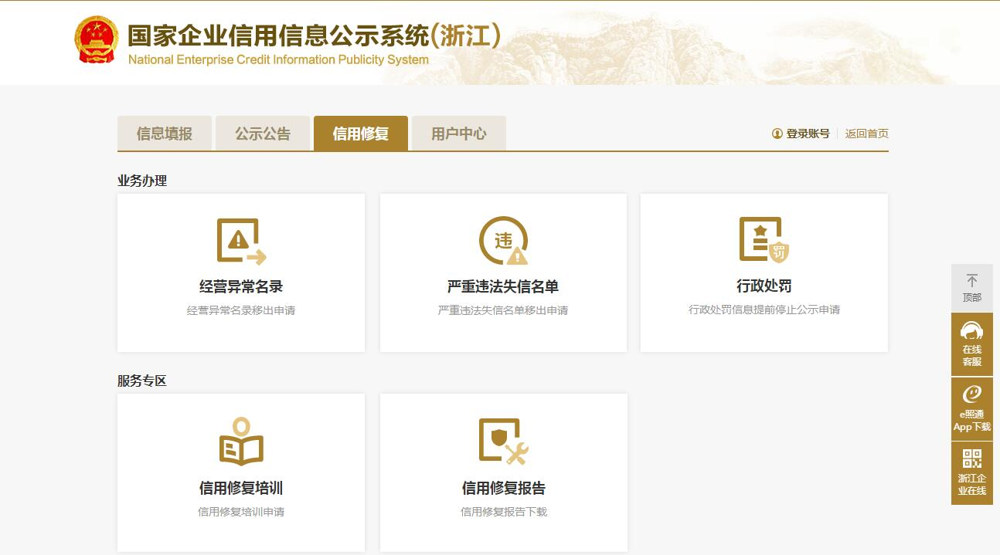 国家企业信用信息公示系统(浙江)
National Enterprise Credit Information Publicity System
信息填报
公示公告
信用修复
用户中心
登录账号
返回首页
业务办理
违
罚
经营异常名录
严重违法失信名单
行政处罚
经营异常名录移出申请
严重违法失信名单移出申请
行政处罚信息提前停止公示申请
服务专区
信用修复培训
信用修复报告
信用修复培训申请
信用修复报告下载
顶部
在线
客服
e照通
App下载
浙江企
业在线